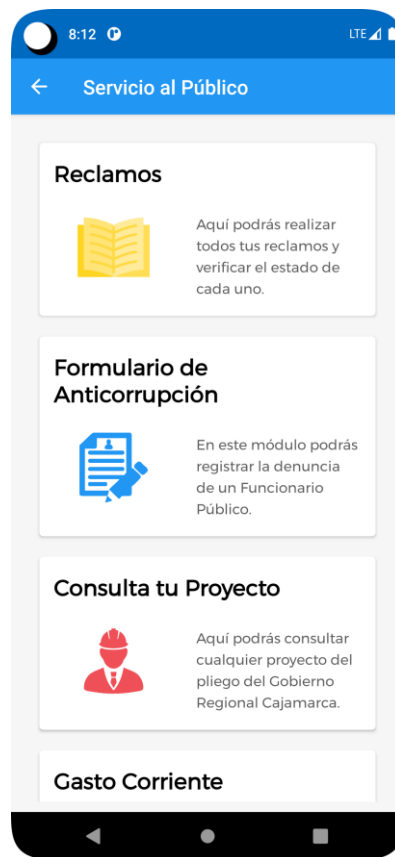 8:12
LTE
Servicio al Público
Reclamos
Aquí podrás realizar
todos tus reclamos y
verificar el estado de
cada uno.
Formulario de
Anticorrupción
En este módulo podrás
registrar la denuncia
de un Funcionario
Público.
Consulta tu Proyecto
Aquí podrás consultar
cualquier proyecto del
pliego del Gobierno
Regional Cajamarca.
Gasto Corriente